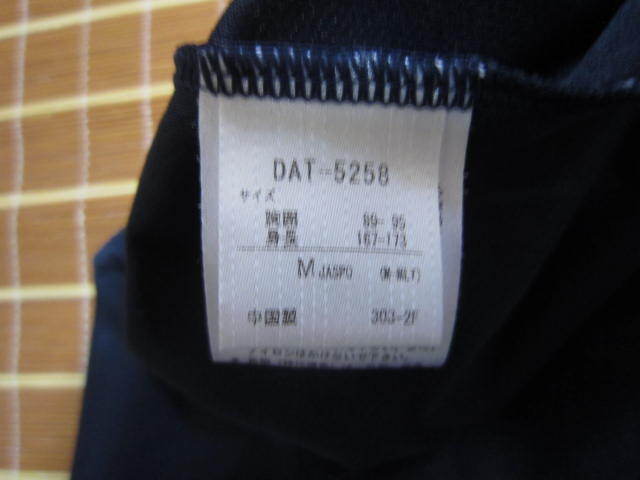 DAT-5258
サイズ
胸囲 89-95
身長 167-173
M JASPO (M-MLT)
中国製 303-2F